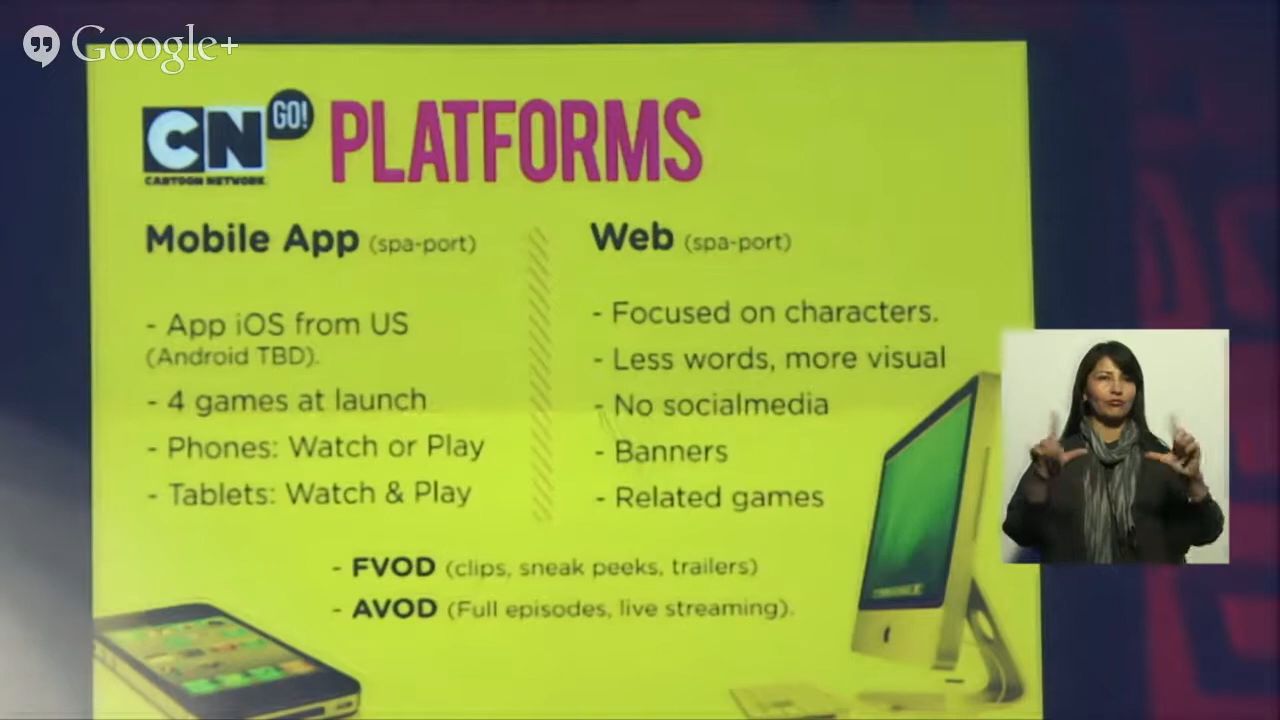 Google+
CN GO! PLATFORMS
CARTOON NETWORK.
Mobile App (spa-port)
- App iOS from US
(Android TBD).
- 4 games at launch
- Phones: Watch or Play
- Tablets: Watch & Play
Web (spa-port)
- Focused on characters.
- Less words, more visual
- No socialmedia
- Banners
- Related games
- FVOD (clips, sneak peeks, trailers)
- AVOD (Full episodes, live streaming).